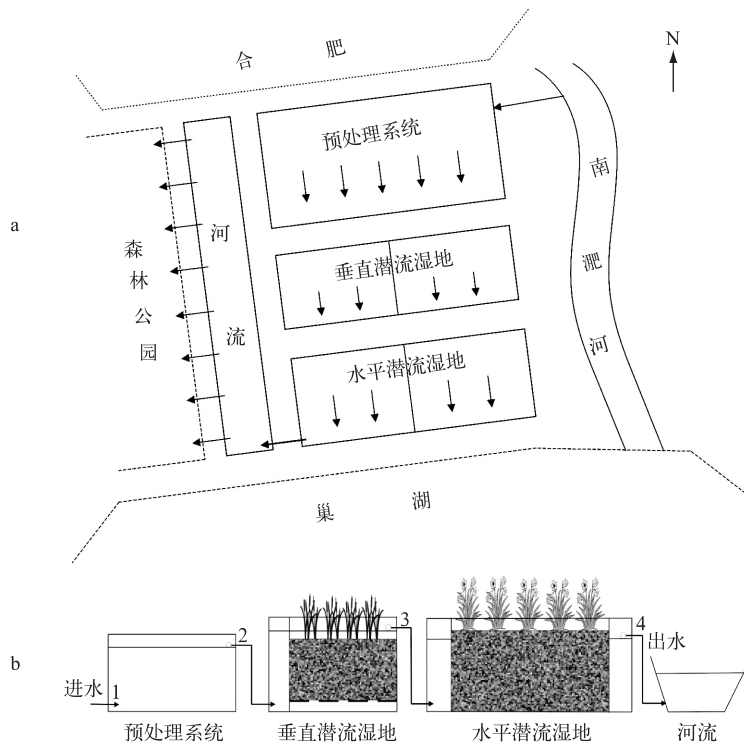 a
合肥
N
预处理系统
南淝河
河流
森林公园
垂直潜流湿地
水平潜流湿地
巢湖
b
进水
1
2
3
4
出水
预处理系统
垂直潜流湿地
水平潜流湿地
河流